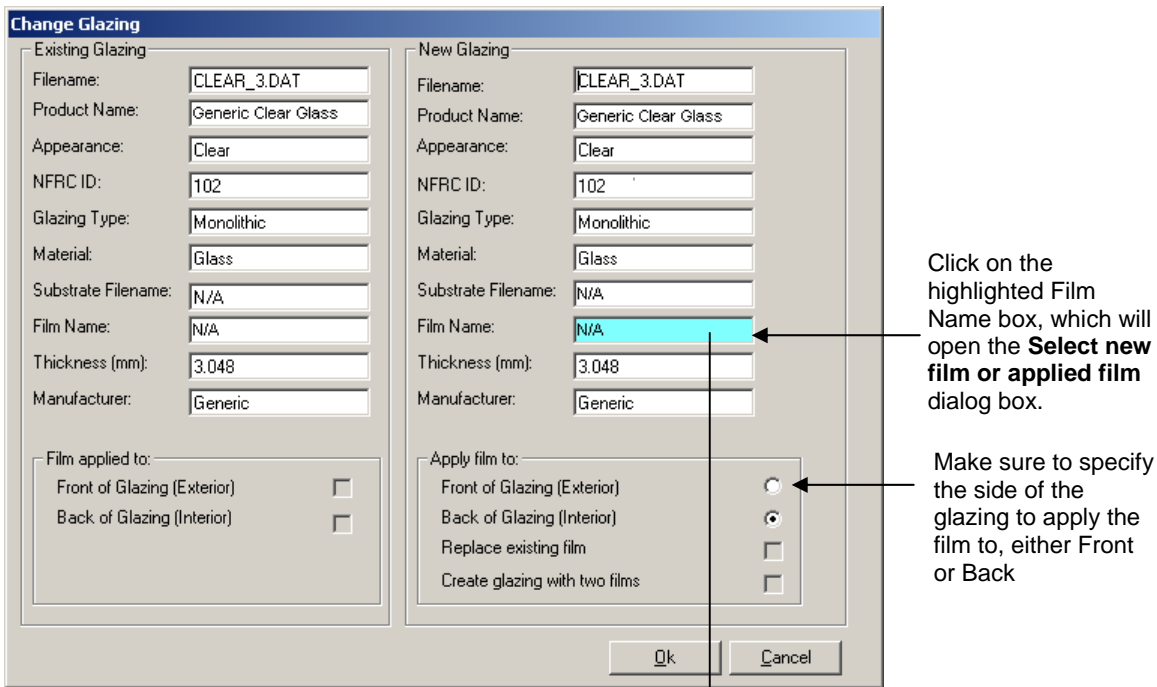 Change Glazing
Existing Glazing
Filename: CLEAR_3.DAT
Product Name: Generic Clear Glass
Appearance: Clear
NFRC ID: 102
Glazing Type: Monolithic
Material: Glass
Substrate Filename: N/A
Film Name: N/A
Thickness (mm): 3.048
Manufacturer: Generic
Film applied to:
Front of Glazing (Exterior)
Back of Glazing (Interior)
New Glazing
Filename: CLEAR_3.DAT
Product Name: Generic Clear Glass
Appearance: Clear
NFRC ID: 102
Glazing Type: Monolithic
Material: Glass
Substrate Filename: N/A
Film Name: N/A
Thickness (mm): 3.048
Manufacturer: Generic
Apply film to:
Front of Glazing (Exterior)
Back of Glazing (Interior)
Replace existing film
Create glazing with two films
Ok Cancel
Click on the
highlighted Film
Name box, which will
open the Select new
film or applied film
dialog box.
Make sure to specify
the side of the
glazing to apply the
film to, either Front
or Back